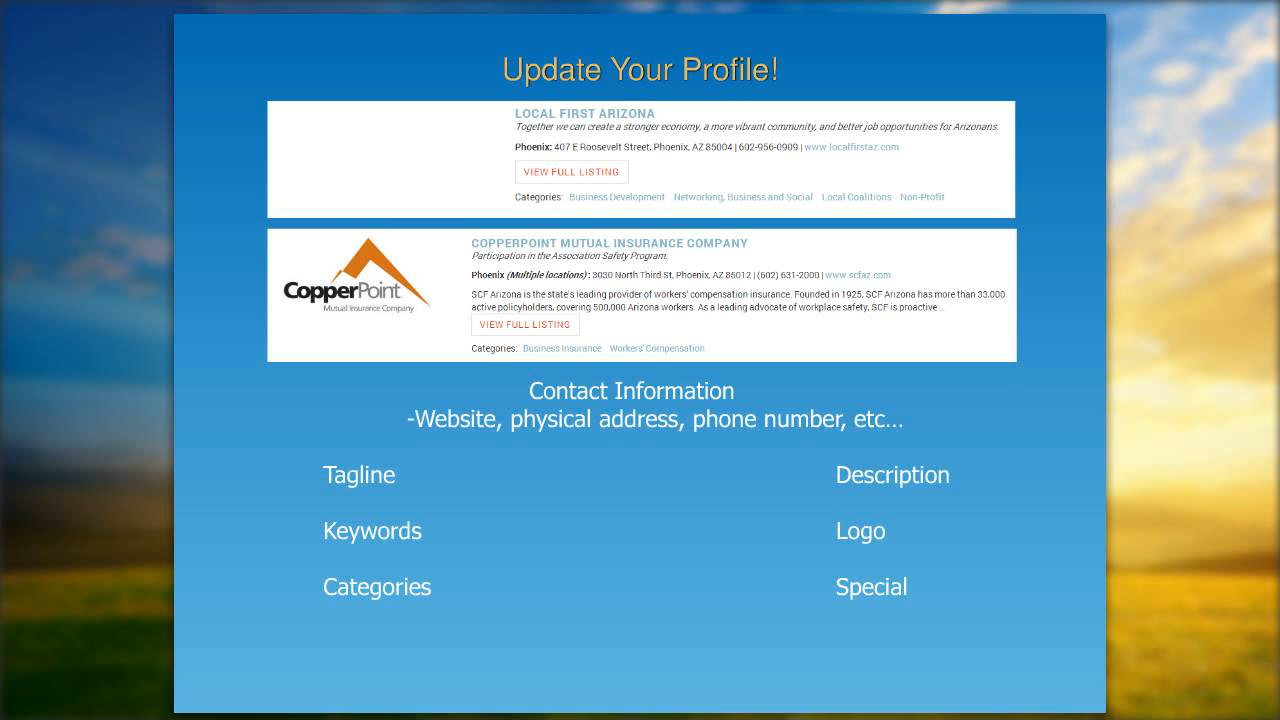 Update Your Profile!
LOCAL FIRST ARIZONA
Together we can create a stronger economy, a more vibrant community, and better job opportunities for Arizonans.
Phoenix: 407 E Roosevelt Street, Phoenix, AZ 85004 | 602-956-0909 | www.localfirstaz.com
VIEW FULL LISTING
Categories: Business Development Networking, Business and Social Local Coalitions Non-Profit
CopperPoint
Mutual Insurance Company
COPPERPOINT MUTUAL INSURANCE COMPANY
Participation in the Association Safety Program.
Phoenix (Multiple locations) : 3030 North Third St, Phoenix, AZ 85012 | (602) 631-2000 | www.scfaz.com
SCF Arizona is the state's leading provider of workers' compensation insurance. Founded in 1925, SCF Arizona has more than 33,000
active policyholders, covering 500,000 Arizona workers. As a leading advocate of workplace safety, SCF is proactive ...
VIEW FULL LISTING
Categories: Business Insurance Workers' Compensation
Contact Information
-Website, physical address, phone number, etc...
Tagline Description
Keywords Logo
Categories Special